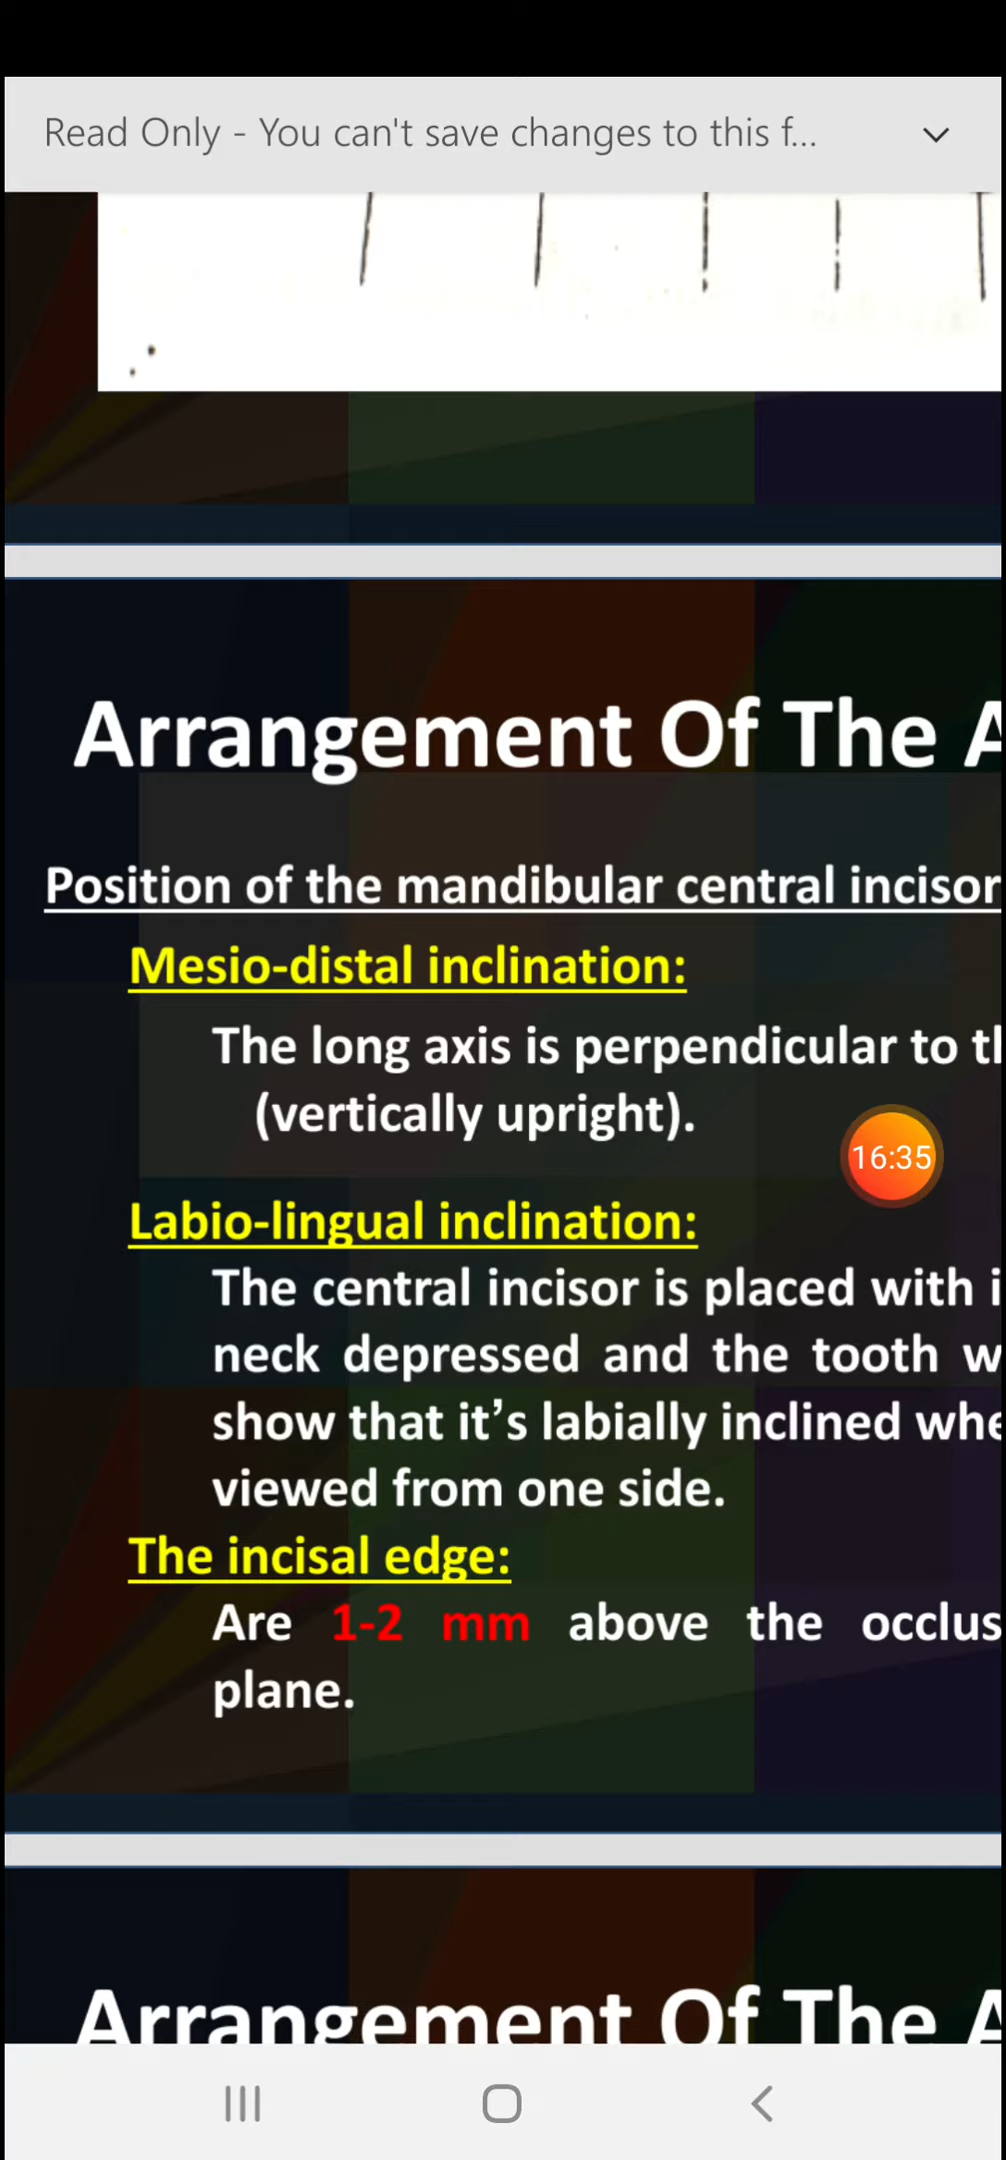 Read Only - You can't save changes to this f...
Arrangement Of The A
Position of the mandibular central incisor
Mesio-distal inclination:
The long axis is perpendicular to
(vertically upright).
16:35
Labio-lingual inclination:
The central incisor is placed with
neck depressed and the tooth
show that it’s labially inclined
viewed from one side.
The incisal edge:
Are 1-2 mm above the
plane.
Arrangement Of The A